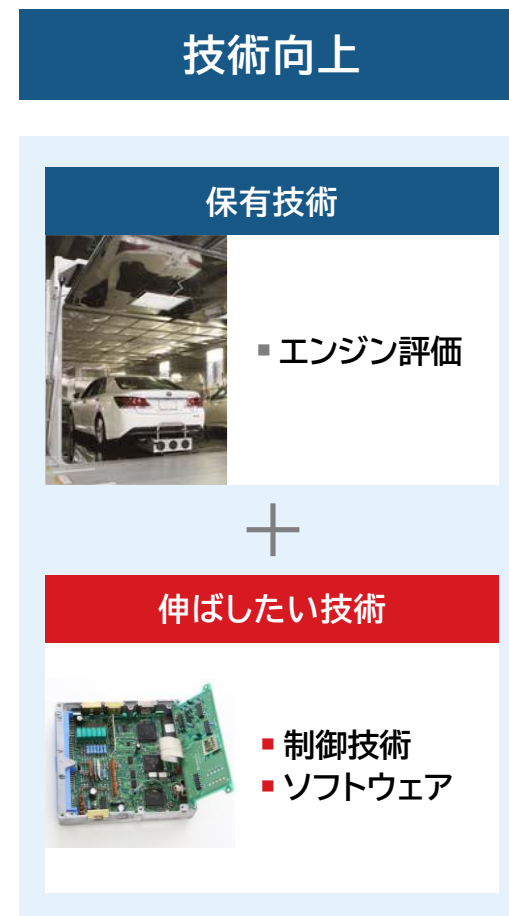 技術向上
保有技術
▪ エンジン評価
+
伸ばしたい技術
▪ 制御技術
▪ ソフトウェア